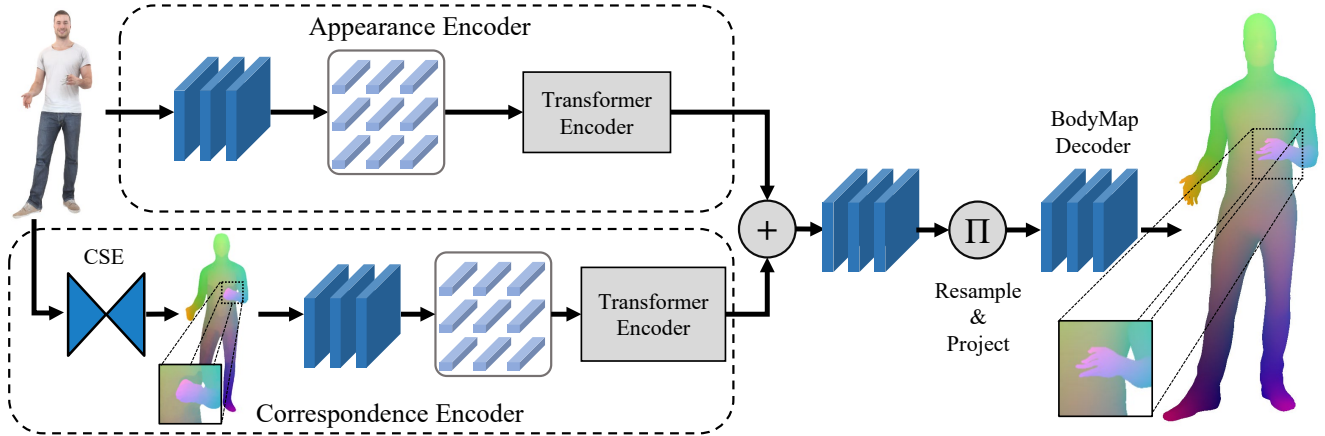 Appearance Encoder
Transformer
Encoder
BodyMap
Decoder
+
Π
CSE
Transformer
Encoder
Resample
&
Project
Correspondence Encoder